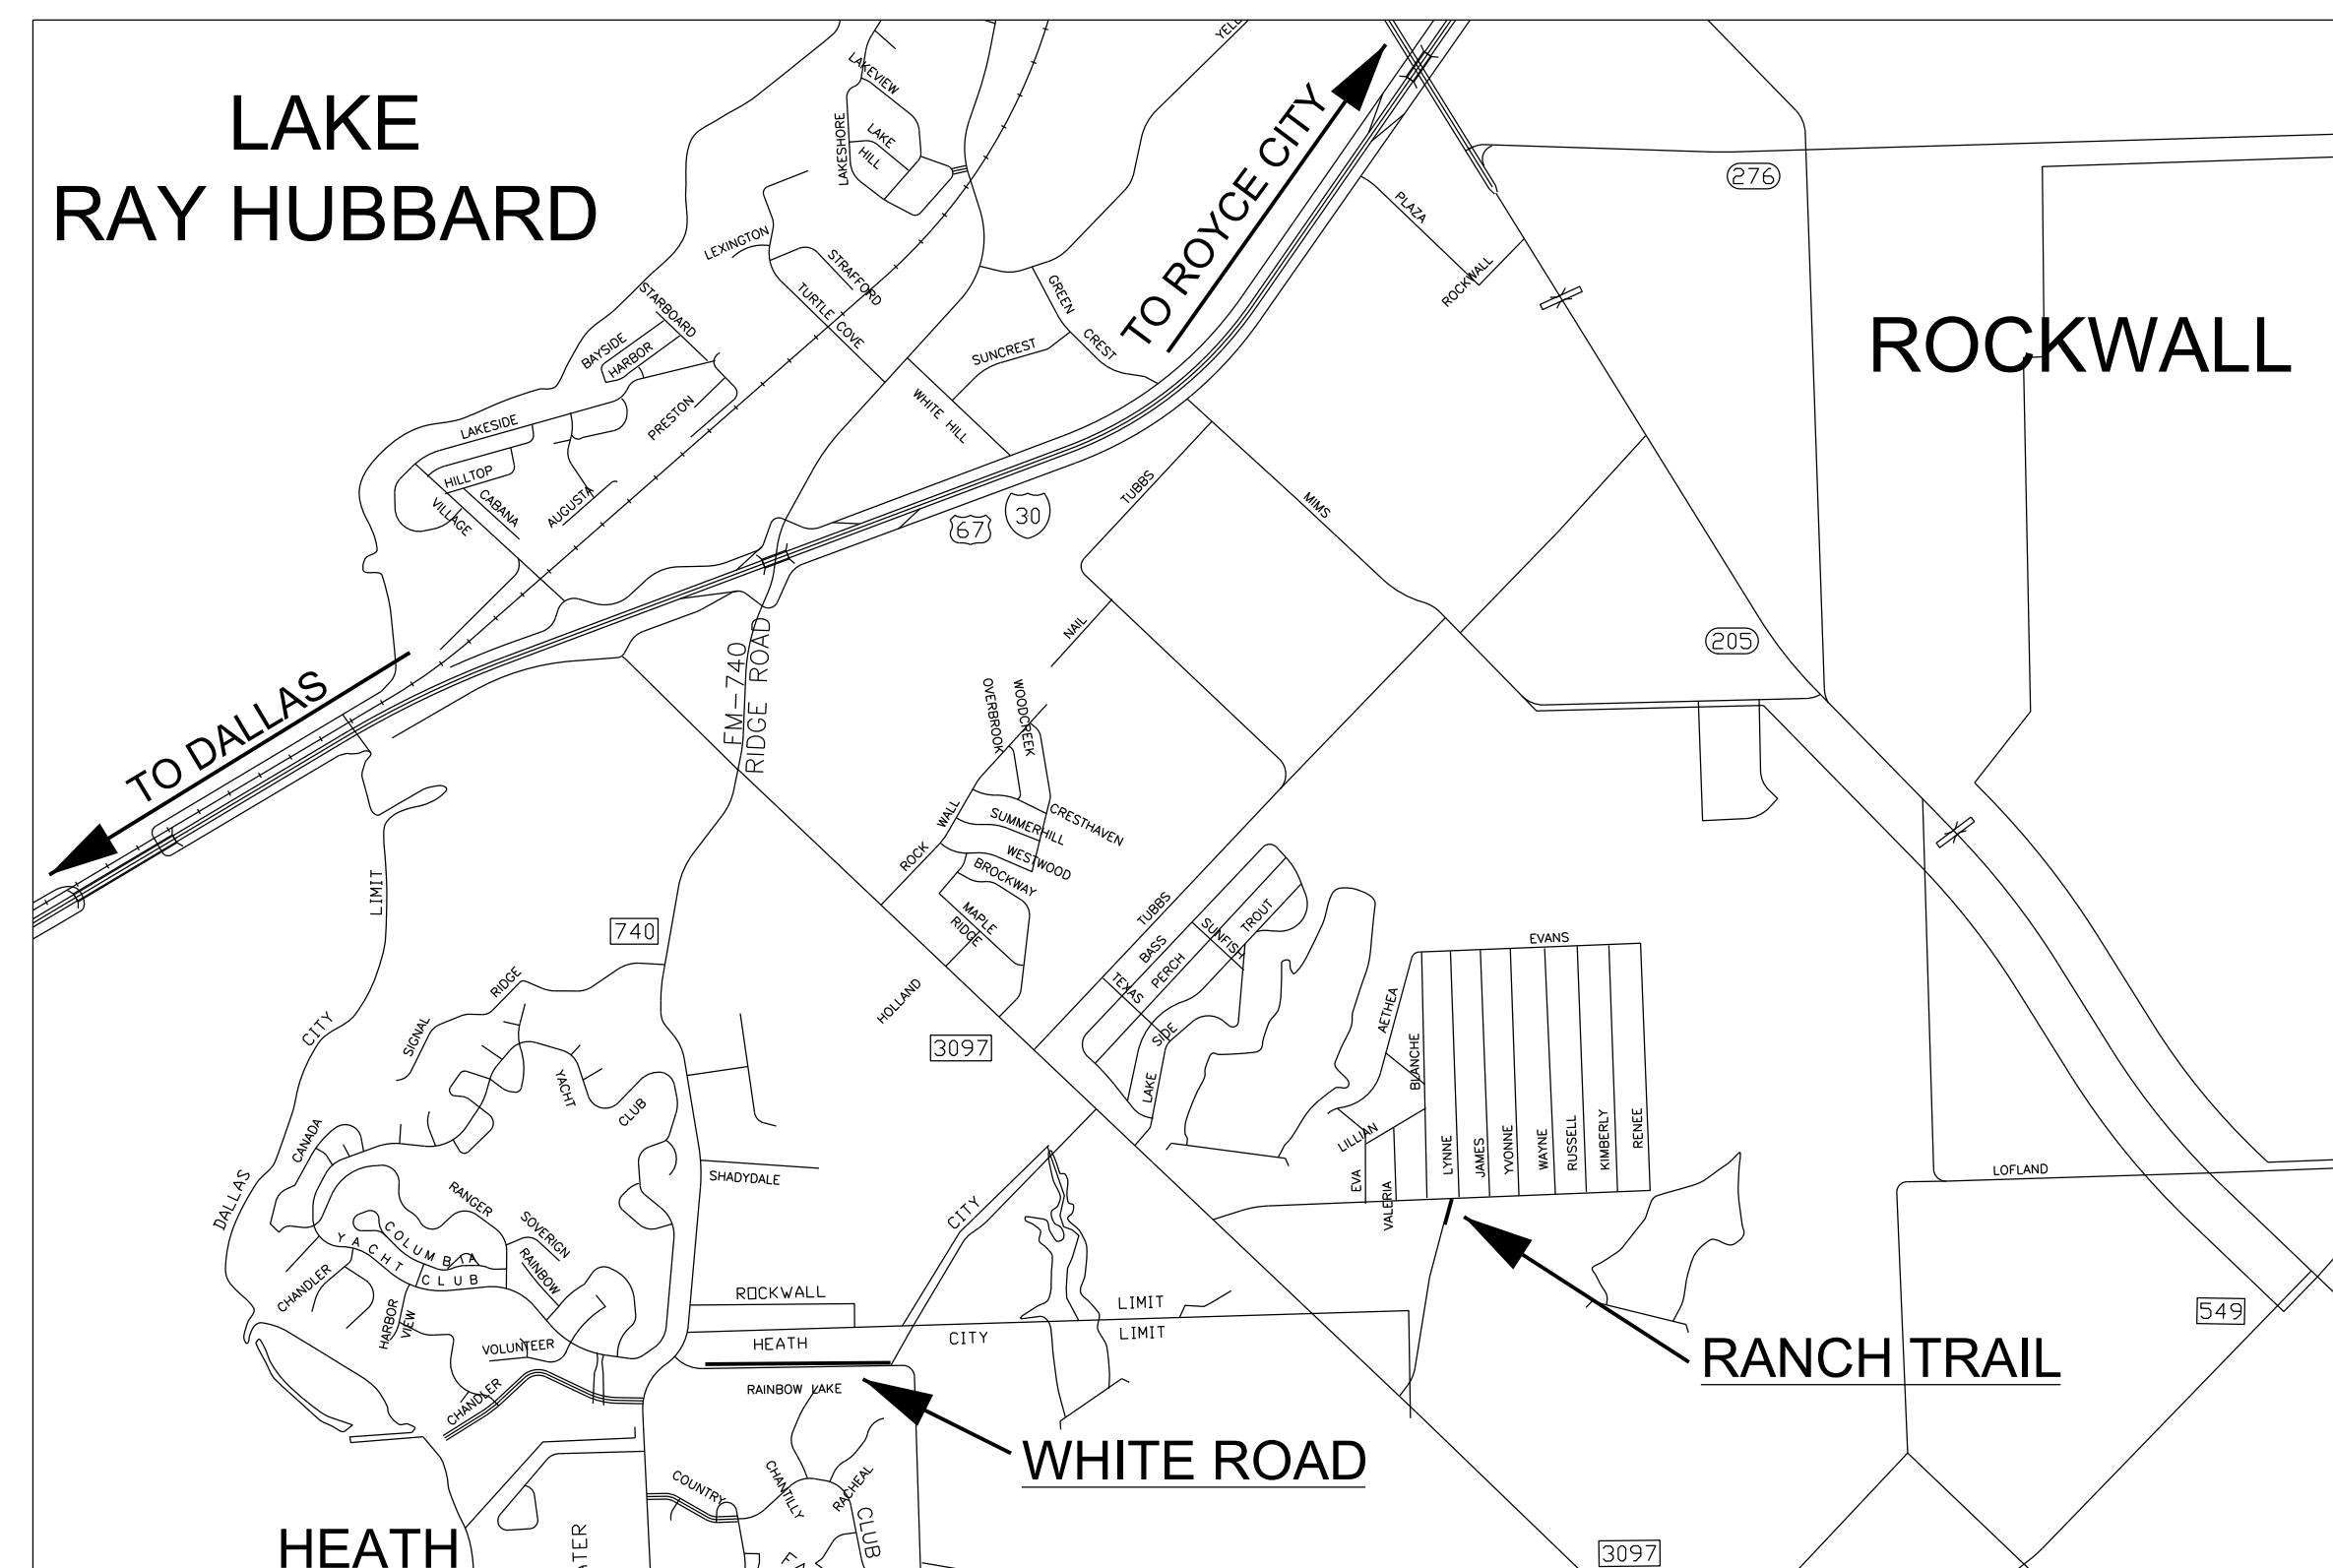 LAKE
RAY HUBBARD
LAKEVIEW
LAKESHORE
LAKE
HILL
TO ROYCE CITY
276
PLAZA
ROCKWALL
ROCKWALL
LEXINGTON
STRAFFORD
TURTLE COVE
STARBOARD
BAYSIDE
HARBOR
GREEN
CREST
SUNCREST
WHITE HILL
PRESTON
LAKESIDE
HILLTOP
CABANA
VILLAGE
AUGUSTA
67
30
TUBBS
MIMS
NAIL
205
FM-740
RIDGE ROAD
TO DALLAS
OVERBROOK
WOODCREEK
CRESTHAVEN
SUMMERHILL
WESTWOOD
BROCKWAY
ROCK
WALL
MAPLE
RIDGE
HOLLAND
LIMIT
CITY
DALLAS
740
RIDGE
SIGNAL
3097
TUBBS
BASS
PERCH
SUNFISH
TROUT
TEXAS
SIDE
LAKE
EVANS
AETHEA
BLANCHE
LILLIAN
EVA
VALERIA
LYNNE
JAMES
YVONNE
WAYNE
RUSSELL
KIMBERLY
RENEE
LOFLAND
YACHT
CLUB
CANADA
SHADYDALE
RANGER
SOVERIGN
RAINBOW
COLUMBIA
YACHT
CLUB
CHANDLER
HARBOR
VIEW
VOLUNTEER
CHANDLER
CITY
ROCKWALL
LIMIT
HEATH
CITY
LIMIT
RAINBOW LAKE
549
RANCH TRAIL
WHITE ROAD
COUNTRY
CHANTILLY
RACHEAL
CLUB
HEATH
3097